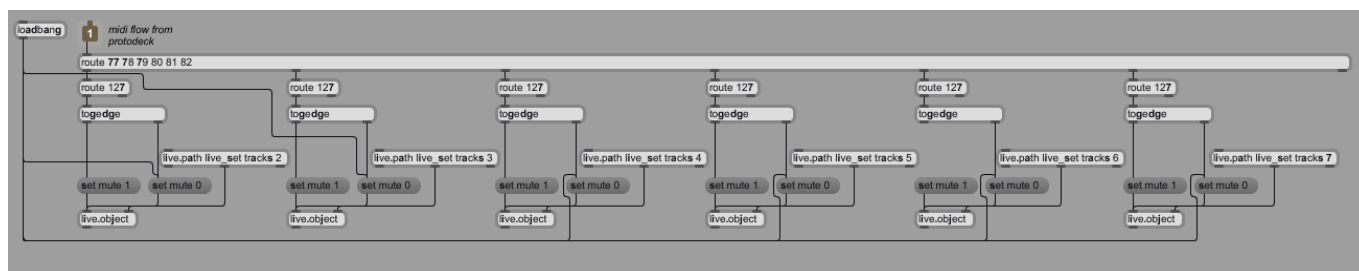 loadbang
1
midi flow from
protodeck
route 77 78 79 80 81 82
route 127 route 127 route 127 route 127 route 127 route 127
togedge togedge togedge togedge togedge togedge
live.path live_set tracks 2 live.path live_set tracks 3 live.path live_set tracks 4 live.path live_set tracks 5 live.path live_set tracks 6 live.path live_set tracks 7
set mute 1 set mute 0 set mute 1 set mute 0 set mute 1 set mute 0 set mute 1 set mute 0 set mute 1 set mute 0 set mute 1 set mute 0
live.object live.object live.object live.object live.object live.object